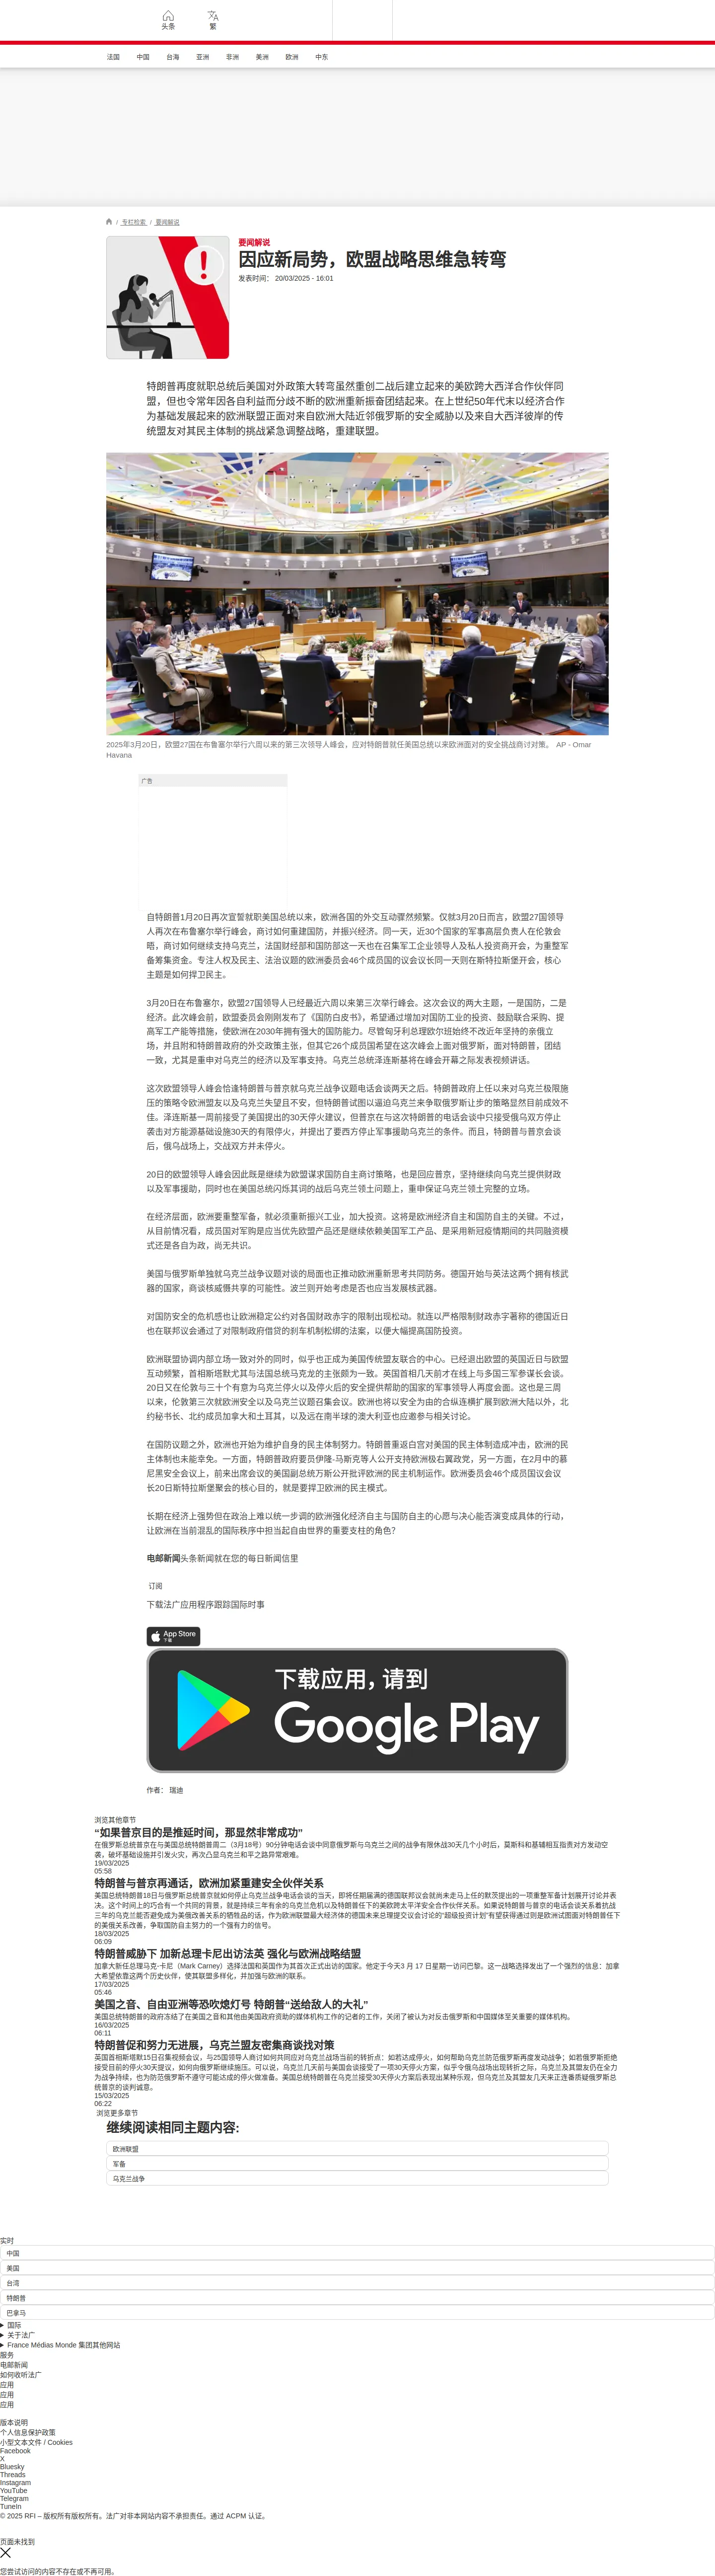 头条
繁
法国 中国 台海 亚洲 非洲 美洲 欧洲 中东
/ 专栏检索 / 要闻解说
要闻解说
因应新局势，欧盟战略思维急转弯
发表时间： 20/03/2025 - 16:01
特朗普再度就职总统后美国对外政策大转弯虽然重创二战后建立起来的美欧跨大西洋合作伙伴同
盟，但也令常年因各自利益而分歧不断的欧洲重新振奋团结起来。在上世纪50年代末以经济合作
为基础发展起来的欧洲联盟正面对来自欧洲大陆近邻俄罗斯的安全威胁以及来自大西洋彼岸的传
统盟友对其民主体制的挑战紧急调整战略，重建联盟。
2025年3月20日，欧盟27国在布鲁塞尔举行六周以来的第三次领导人峰会，应对特朗普就任美国总统以来欧洲面对的安全挑战商讨对策。 AP - Omar
Havana
广告
自特朗普1月20日再次宣誓就职美国总统以来，欧洲各国的外交互动骤然频繁。仅就3月20日而言，欧盟27国领导
人再次在布鲁塞尔举行峰会，商讨如何重建国防，并振兴经济。同一天，近30个国家的军事高层负责人在伦敦会
晤，商讨如何继续支持乌克兰，法国财经部和国防部这一天也在召集军工企业领导人及私人投资商开会，为重整军
备筹集资金。专注人权及民主、法治议题的欧洲委员会46个成员国的议会议长同一天则在斯特拉斯堡开会，核心
主题是如何捍卫民主。
3月20日在布鲁塞尔，欧盟27国领导人已经最近六周以来第三次举行峰会。这次会议的两大主题，一是国防，二是
经济。此次峰会前，欧盟委员会刚刚发布了《国防白皮书》，希望通过增加对国防工业的投资、鼓励联合采购、提
高军工产能等措施，使欧洲在2030年拥有强大的国防能力。尽管匈牙利总理欧尔班始终不改近年坚持的亲俄立
场，并且附和特朗普政府的外交政策主张，但其它26个成员国希望在这次峰会上面对俄罗斯，面对特朗普，团结
一致，尤其是重申对乌克兰的经济以及军事支持。乌克兰总统泽连斯基将在峰会开幕之际发表视频讲话。
这次欧盟领导人峰会恰逢特朗普与普京就乌克兰战争议题电话会谈两天之后。特朗普政府上任以来对乌克兰极限施
压的策略令欧洲盟友以及乌克兰失望且不安，但特朗普试图以逼迫乌克兰来争取俄罗斯让步的策略显然目前成效不
佳。泽连斯基一周前接受了美国提出的30天停火建议，但普京在与这次特朗普的电话会谈中只接受俄乌双方停止
袭击对方能源基础设施30天的有限停火，并提出了要西方停止军事援助乌克兰的条件。而且，特朗普与普京会谈
后，俄乌战场上，交战双方并未停火。
20日的欧盟领导人峰会因此既是继续为欧盟谋求国防自主商讨策略，也是回应普京，坚持继续向乌克兰提供财政
以及军事援助，同时也在美国总统闪烁其词的战后乌克兰领土问题上，重申保证乌克兰领土完整的立场。
在经济层面，欧洲要重整军备，就必须重新振兴工业，加大投资。这将是欧洲经济自主和国防自主的关键。不过，
从目前情况看，成员国对军购是应当优先欧盟产品还是继续依赖美国军工产品、是采用新冠疫情期间的共同融资模
式还是各自为政，尚无共识。
美国与俄罗斯单独就乌克兰战争议题对谈的局面也正推动欧洲重新思考共同防务。德国开始与英法这两个拥有核武
器的国家，商谈核威慑共享的可能性。波兰则开始考虑是否也应当发展核武器。
对国防安全的危机感也让欧洲稳定公约对各国财政赤字的限制出现松动。就连以严格限制财政赤字著称的德国近日
也在联邦议会通过了对限制政府借贷的刹车机制松绑的法案，以便大幅提高国防投资。
欧洲联盟协调内部立场一致对外的同时，似乎也正成为美国传统盟友联合的中心。已经退出欧盟的英国近日与欧盟
互动频繁，首相斯塔默尤其与法国总统马克龙的主张颇为一致。英国首相几天前才在线上与多国三军参谋长会谈。
20日又在伦敦与三十个有意为乌克兰停火以及停火后的安全提供帮助的国家的军事领导人再度会面。这也是三周
以来，伦敦第三次就欧洲安全以及乌克兰议题召集会议。欧洲也将以安全为由的合纵连横扩展到欧洲大陆以外，北
约秘书长、北约成员加拿大和土耳其，以及远在南半球的澳大利亚也应邀参与相关讨论。
在国防议题之外，欧洲也开始为维护自身的民主体制努力。特朗普重返白宫对美国的民主体制造成冲击，欧洲的民
主体制也未能幸免。一方面，特朗普政府要员伊隆-马斯克等人公开支持欧洲极右翼政党，另一方面，在2月中的慕
尼黑安全会议上，前来出席会议的美国副总统万斯公开批评欧洲的民主机制运作。欧洲委员会46个成员国议会议
长20日斯特拉斯堡聚会的核心目的，就是要捍卫欧洲的民主模式。
长期在经济上强势但在政治上难以统一步调的欧洲强化经济自主与国防自主的心愿与决心能否演变成具体的行动，
让欧洲在当前混乱的国际秩序中担当起自由世界的重要支柱的角色？
电邮新闻头条新闻就在您的每日新闻信里
订阅
下载法广应用程序跟踪国际时事
App Store
下载
下载应用，请到
Google Play
作者： 瑞迪
浏览其他章节
“如果普京目的是推延时间，那显然非常成功”
在俄罗斯总统普京在与美国总统特朗普周二（3月18号）90分钟电话会谈中同意俄罗斯与乌克兰之间的战争有限休战30天几个小时后，莫斯科和基辅相互指责对方发动空
袭，破坏基础设施并引发火灾，再次凸显乌克兰和平之路异常艰难。
19/03/2025
05:58
特朗普与普京再通话，欧洲加紧重建安全伙伴关系
美国总统特朗普18日与俄罗斯总统普京就如何停止乌克兰战争电话会谈的当天，即将任期届满的德国联邦议会就尚未走马上任的默茨提出的一项重整军备计划展开讨论并表
决。这个时间上的巧合有一个共同的背景，就是持续三年有余的乌克兰危机以及特朗普任下的美欧跨太平洋安全合作伙伴关系。如果说特朗普与普京的电话会谈关系着抗战
三年的乌克兰能否避免成为美俄改善关系的牺牲品的话，作为欧洲联盟最大经济体的德国未来总理提交议会讨论的“超级投资计划”有望获得通过则是欧洲试图面对特朗普任下
的美俄关系改善，争取国防自主努力的一个强有力的信号。
18/03/2025
06:09
特朗普威胁下 加新总理卡尼出访法英 强化与欧洲战略结盟
加拿大新任总理马克-卡尼（Mark Carney）选择法国和英国作为其首次正式出访的国家。他定于今天3 月 17 日星期一访问巴黎。这一战略选择发出了一个强烈的信息：加拿
大希望依靠这两个历史伙伴，使其联盟多样化，并加强与欧洲的联系。
17/03/2025
05:46
美国之音、自由亚洲等恐吹熄灯号 特朗普“送给敌人的大礼”
美国总统特朗普的政府冻结了在美国之音和其他由美国政府资助的媒体机构工作的记者的工作，关闭了被认为对反击俄罗斯和中国媒体至关重要的媒体机构。
16/03/2025
06:11
特朗普促和努力无进展，乌克兰盟友密集商谈找对策
英国首相斯塔默15日召集视频会议，与25国领导人商讨如何共同应对乌克兰战场当前的转折点：如若达成停火，如何帮助乌克兰防范俄罗斯再度发动战争；如若俄罗斯拒绝
接受目前的停火30天提议，如何向俄罗斯继续施压。可以说，乌克兰几天前与美国会谈接受了一项30天停火方案，似乎令俄乌战场出现转折之际，乌克兰及其盟友仍在全力
为战争持续，也为防范俄罗斯不遵守可能达成的停火做准备。美国总统特朗普在乌克兰接受30天停火方案后表现出某种乐观，但乌克兰及其盟友几天来正连番质疑俄罗斯总
统普京的谈判诚意。
15/03/2025
06:22
浏览更多章节
继续阅读相同主题内容:
欧洲联盟
军备
乌克兰战争
实时
中国
美国
台湾
特朗普
巴拿马
国际
关于法广
France Médias Monde 集团其他网站
服务
电邮新闻
如何收听法广
应用
应用
应用
版本说明
个人信息保护政策
小型文本文件 / Cookies
Facebook
X
Bluesky
Threads
Instagram
YouTube
Telegram
TuneIn
© 2025 RFI – 版权所有版权所有。法广对非本网站内容不承担责任。通过 ACPM 认证。
页面未找到
您尝试访问的内容不存在或不再可用。